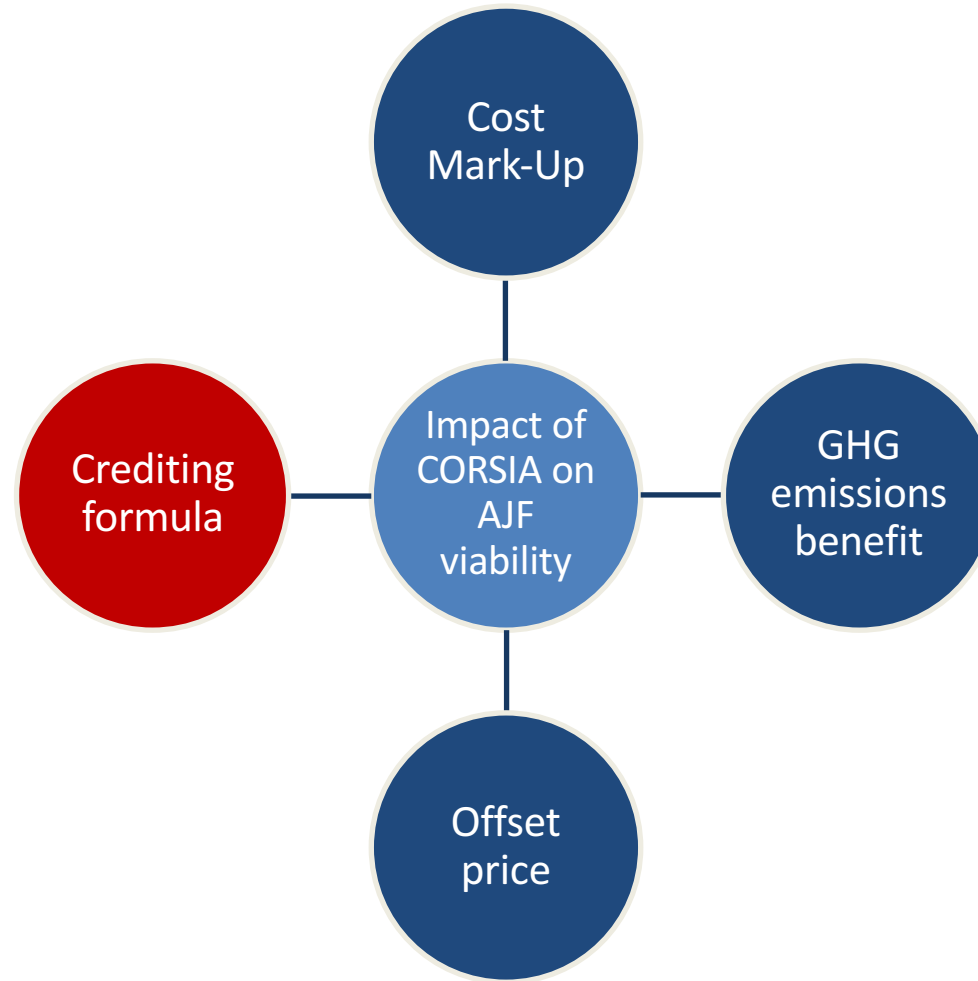 Cost
Mark-Up
Crediting
formula
Impact of
CORSIA on
AJF
viability
GHG
emissions
benefit
Offset
price